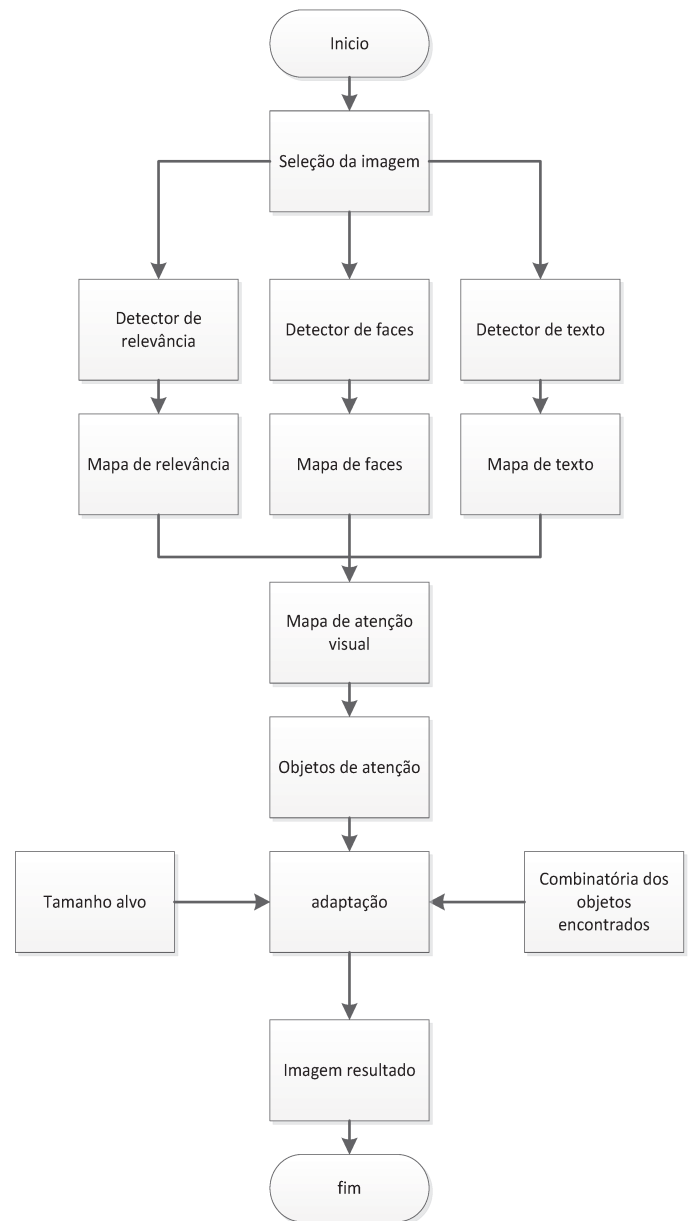 Inicio
Seleção da imagem
Detector de
relevância
Detector de faces
Detector de texto
Mapa de relevância
Mapa de faces
Mapa de texto
Mapa de atenção
visual
Objetos de atenção
Tamanho alvo
adaptação
Combinatória dos
objetos
encontrados
Imagem resultado
fim